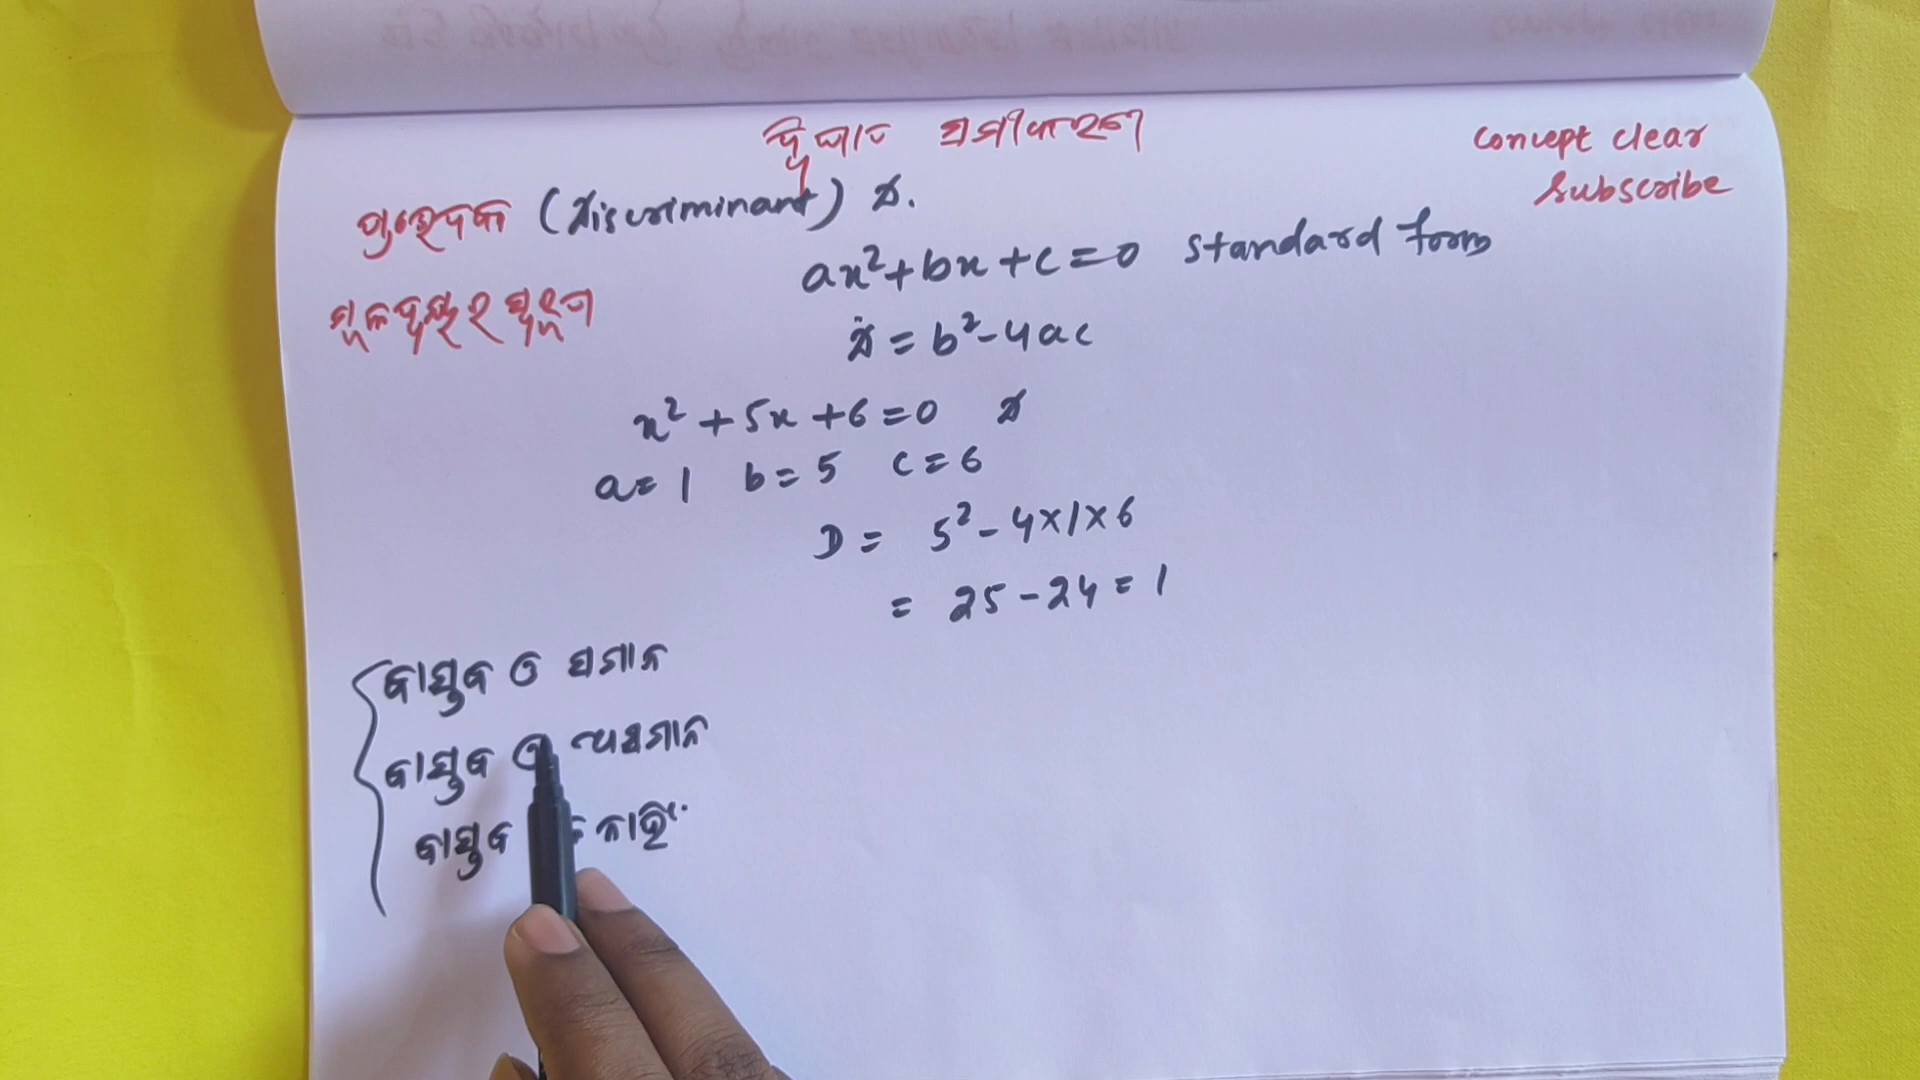 ଦ୍ୱିଘାତ ସମୀକରଣ
concept clear
subscribe
ପ୍ରଭେଦକ (Discriminant) D.
ax²+bx+c=0 standard form
ମୂଳଦ୍ୱୟର ସ୍ୱରୂପ
D = b²-4ac
x²+5x+6=0 D
a=1 b=5 c=6
D = 5²-4×1×6
= 25-24=1
ବାସ୍ତବ ଓ ସମାନ
ବାସ୍ତବ ଓ ଅସମାନ
ବାସ୍ତବ ନାହିଁ